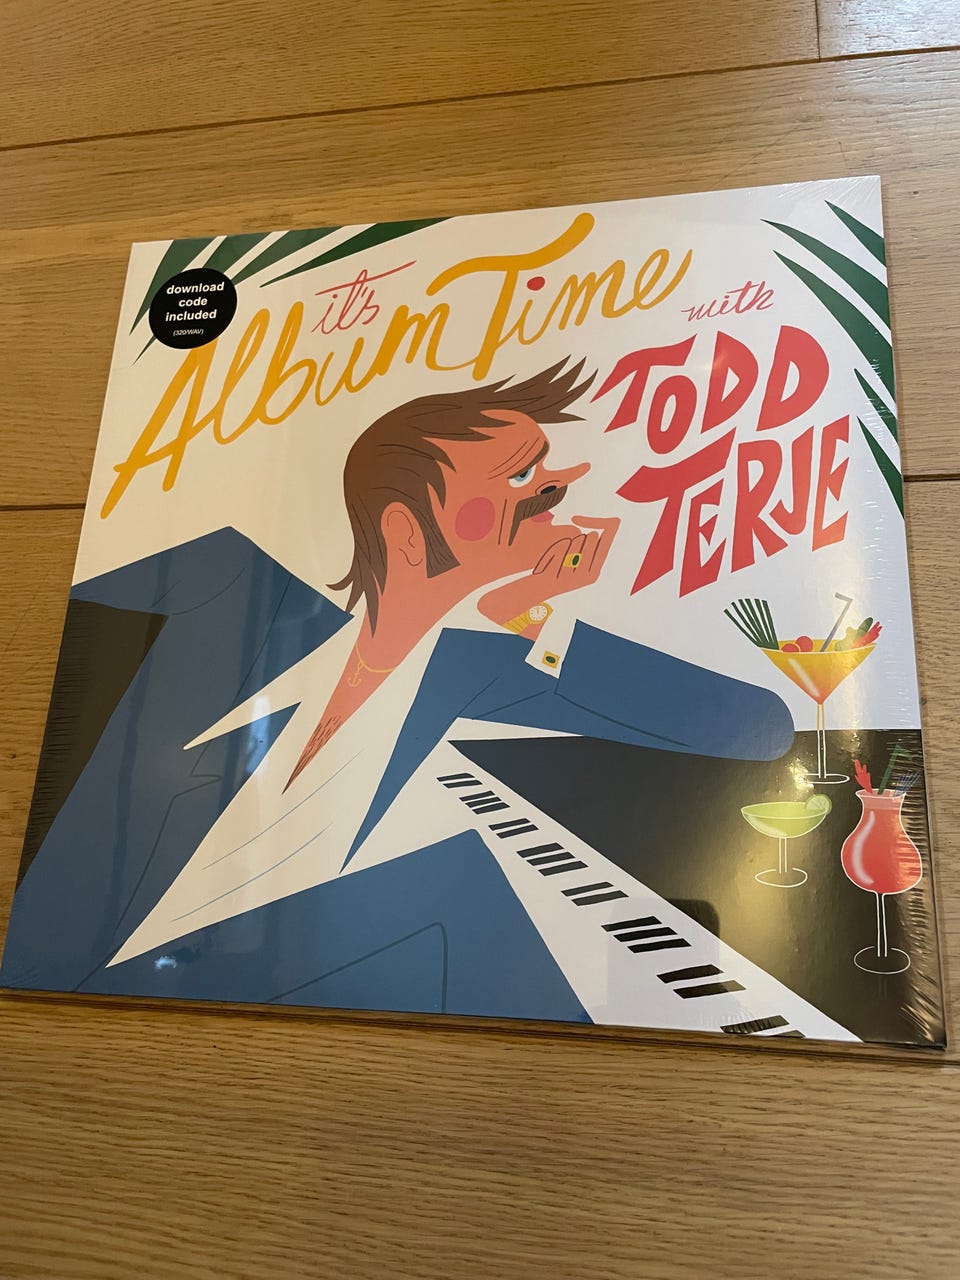 download
code
included
(320/WAV)
it's
Album Time
with
TODD
TERJE